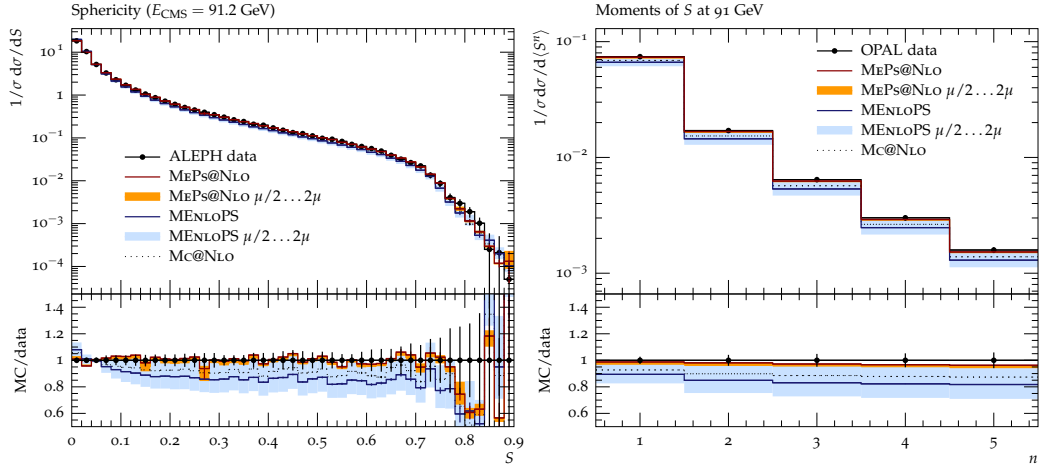 Sphericity (E_CMS = 91.2 GeV)
1/σ dσ/dS
10^1
1
10^−1
10^−2
10^−3
10^−4
ALEPH data
MEPS@NLO
MEPS@NLO μ/2...2μ
MENLOPS
MENLOPS μ/2...2μ
MC@NLO
MC/data
1.4
1.2
1
0.8
0.6
0 0.1 0.2 0.3 0.4 0.5 0.6 0.7 0.8 0.9
S
Moments of S at 91 GeV
1/σ dσ/d⟨S^n⟩
10^−1
10^−2
10^−3
OPAL data
MEPS@NLO
MEPS@NLO μ/2...2μ
MENLOPS
MENLOPS μ/2...2μ
MC@NLO
MC/data
1.4
1.2
1
0.8
0.6
1 2 3 4 5
n